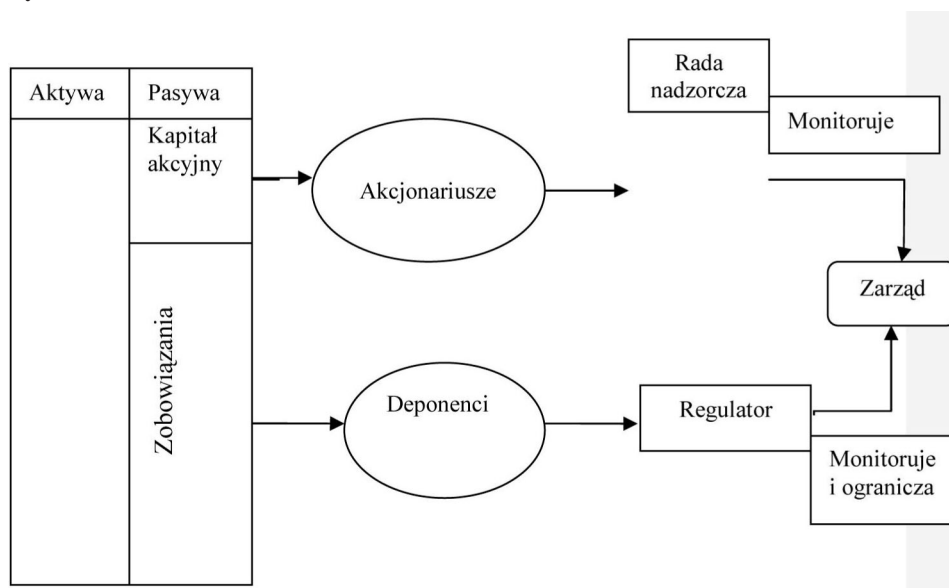 Aktywa
Pasywa
Kapitał
akcyjny
Zobowiązania
Akcjonariusze
Deponenci
Rada
nadzorcza
Monitoruje
Zarząd
Regulator
Monitoruje
i ogranicza